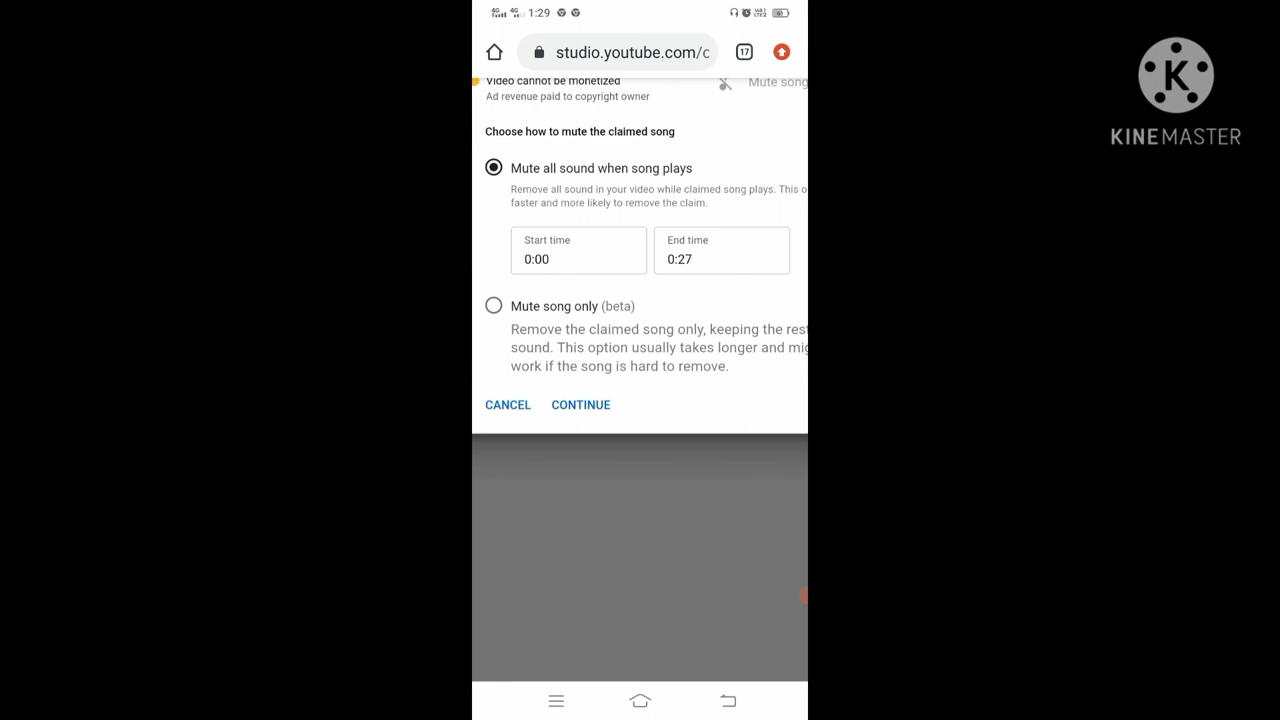 4G 4G 1:29
studio.youtube.com/c 17
Video cannot be monetized
Mute song
Ad revenue paid to copyright owner
Choose how to mute the claimed song
Mute all sound when song plays
Remove all sound in your video while claimed song plays. This o
faster and more likely to remove the claim.
Start time
0:00
End time
0:27
Mute song only (beta)
Remove the claimed song only, keeping the rest
sound. This option usually takes longer and mig
work if the song is hard to remove.
CANCEL CONTINUE
K
KINEMASTER